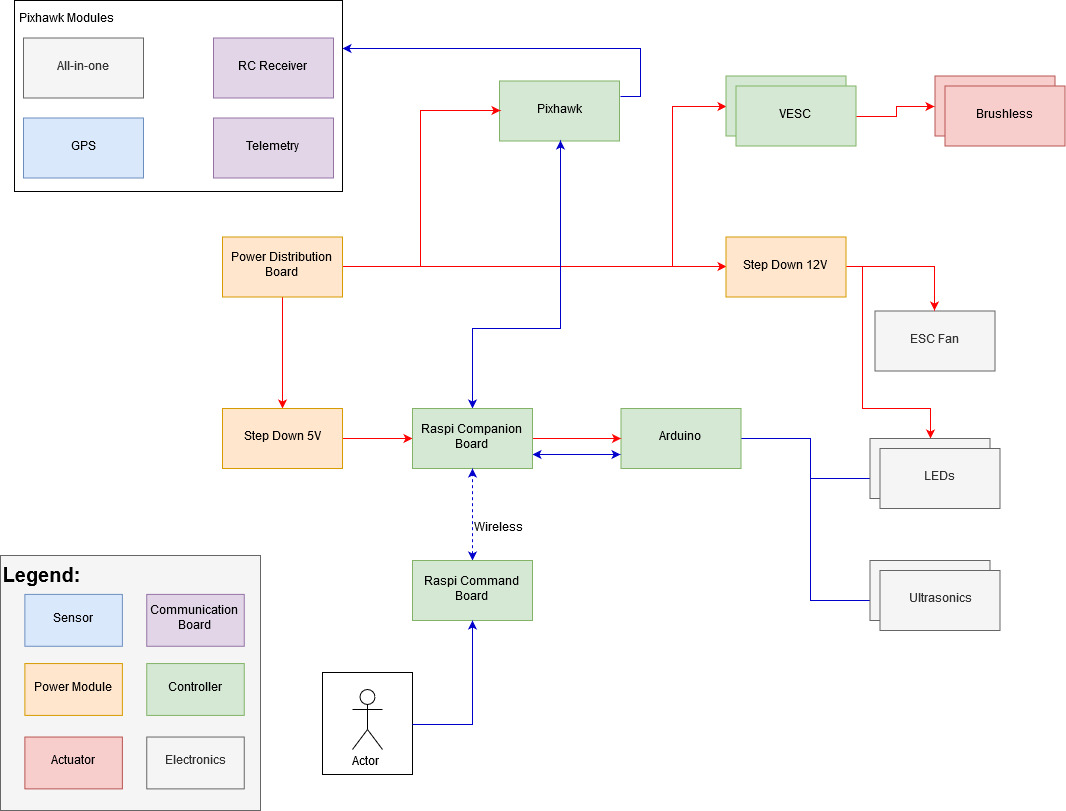 Pixhawk Modules
All-in-one
RC Receiver
GPS
Telemetry
Pixhawk
VESC
Brushless
Power Distribution
Board
Step Down 12V
ESC Fan
Step Down 5V
Raspi Companion
Board
Arduino
LEDs
Wireless
Raspi Command
Board
Ultrasonics
Legend:
Sensor
Communication
Board
Power Module
Controller
Actuator
Electronics
Actor